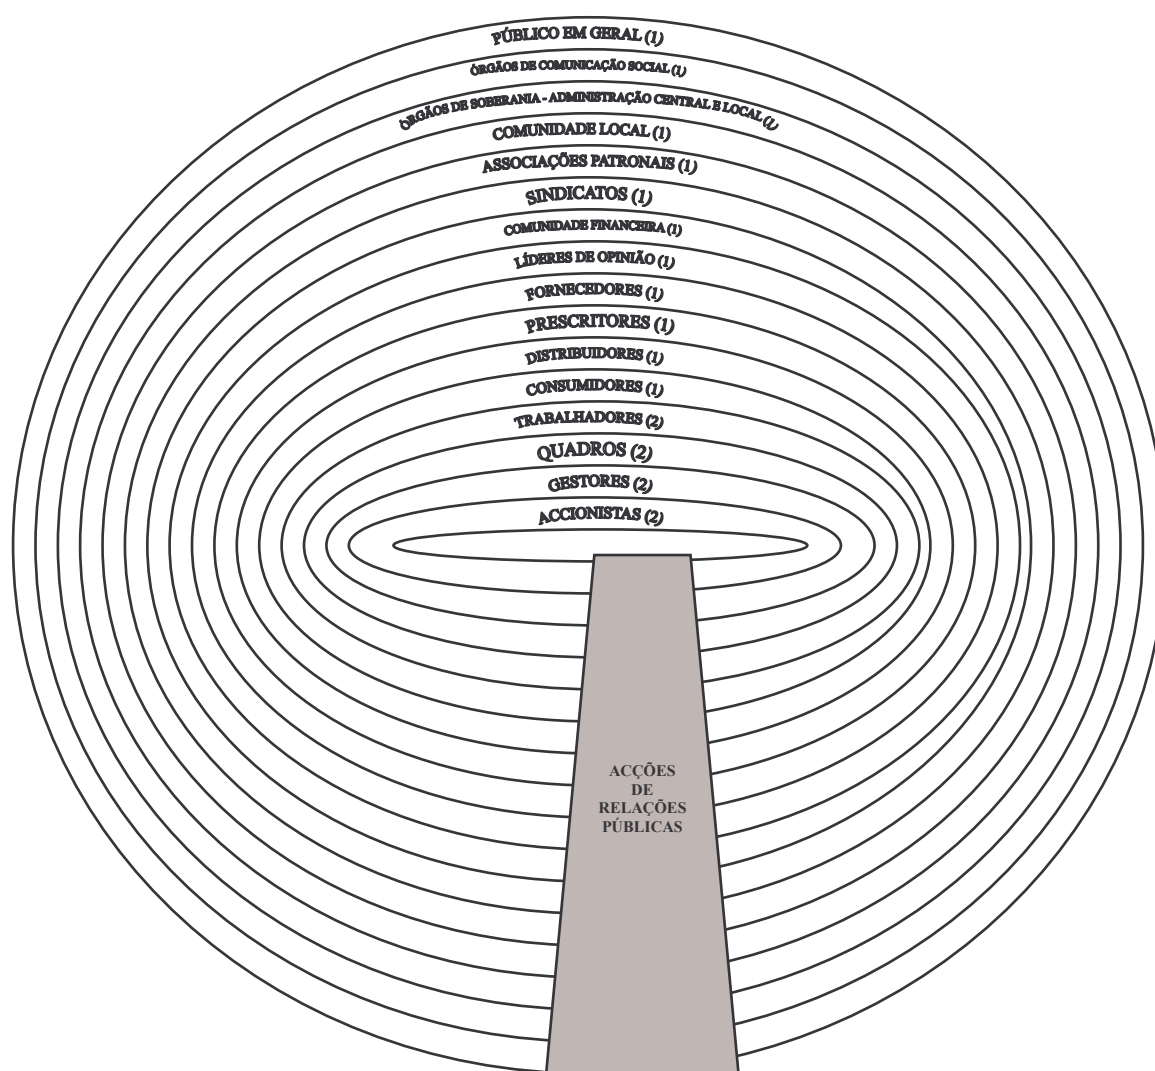 PÚBLICO EM GERAL (1)
ÓRGÃOS DE COMUNICAÇÃO SOCIAL (1)
ÓRGÃOS DE SOBERANIA - ADMINISTRAÇÃO CENTRAL E LOCAL (1)
COMUNIDADE LOCAL (1)
ASSOCIAÇÕES PATRONAIS (1)
SINDICATOS (1)
COMUNIDADE FINANCEIRA (1)
LÍDERES DE OPINIÃO (1)
FORNECEDORES (1)
PRESCRITORES (1)
DISTRIBUIDORES (1)
CONSUMIDORES (1)
TRABALHADORES (2)
QUADROS (2)
GESTORES (2)
ACCIONISTAS (2)
ACÇÕES
DE
RELAÇÕES
PÚBLICAS